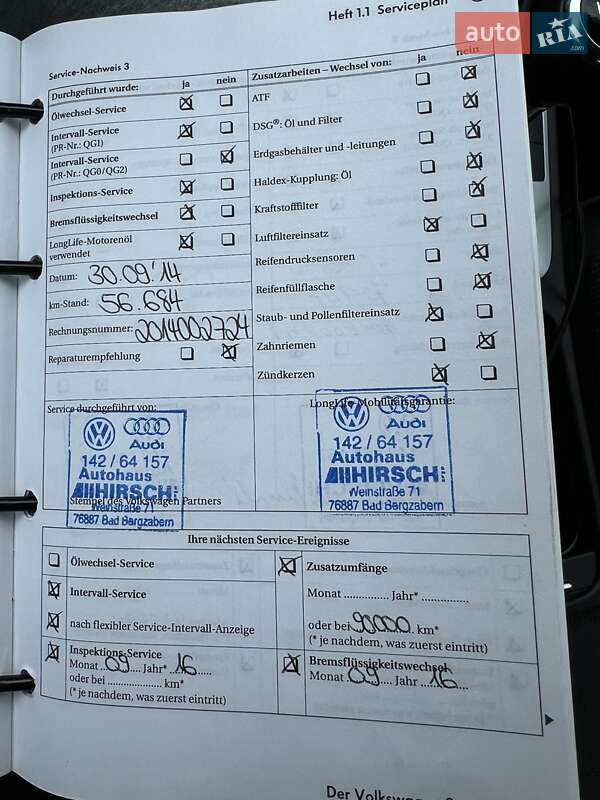 Heft 1.1 Serviceplan
auto RIA .com
Service-Nachweis 3
Durchgeführt wurde: ja nein
Ölwechsel-Service
Intervall-Service
(PR-Nr.: QG1)
Intervall-Service
(PR-Nr.: QG0/QG2)
Inspektions-Service
Bremsflüssigkeitswechsel
LongLife-Motorenöl
verwendet
Datum: 30.09.'14
km-Stand: 56.684
Rechnungsnummer: 2014002724
Reparaturempfehlung
Zusatzarbeiten – Wechsel von: ja nein
ATF
DSG®: Öl und Filter
Erdgasbehälter und -leitungen
Haldex-Kupplung: Öl
Kraftstofffilter
Luftfiltereinsatz
Reifendrucksensoren
Reifenfüllflasche
Staub- und Pollenfiltereinsatz
Zahnriemen
Zündkerzen
Service durchgeführt von:
Audi
142 / 64 157
Autohaus
HIRSCH
Weinstraße 71
76887 Bad Bergzabern
Stempel des Volkswagen Partners
LongLife-Mobilitätsgarantie:
Audi
142 / 64 157
Autohaus
HIRSCH
Weinstraße 71
76887 Bad Bergzabern
Ihre nächsten Service-Ereignisse
Ölwechsel-Service
Intervall-Service
nach flexibler Service-Intervall-Anzeige
Inspektions-Service
Monat 09 Jahr* 16
oder bei .................... km*
(* je nachdem, was zuerst eintritt)
Zusatzumfänge
Monat ............... Jahr* ...............
oder bei 90000 km*
(* je nachdem, was zuerst eintritt)
Bremsflüssigkeitswechsel
Monat 09 Jahr 16
Der Volkswagen